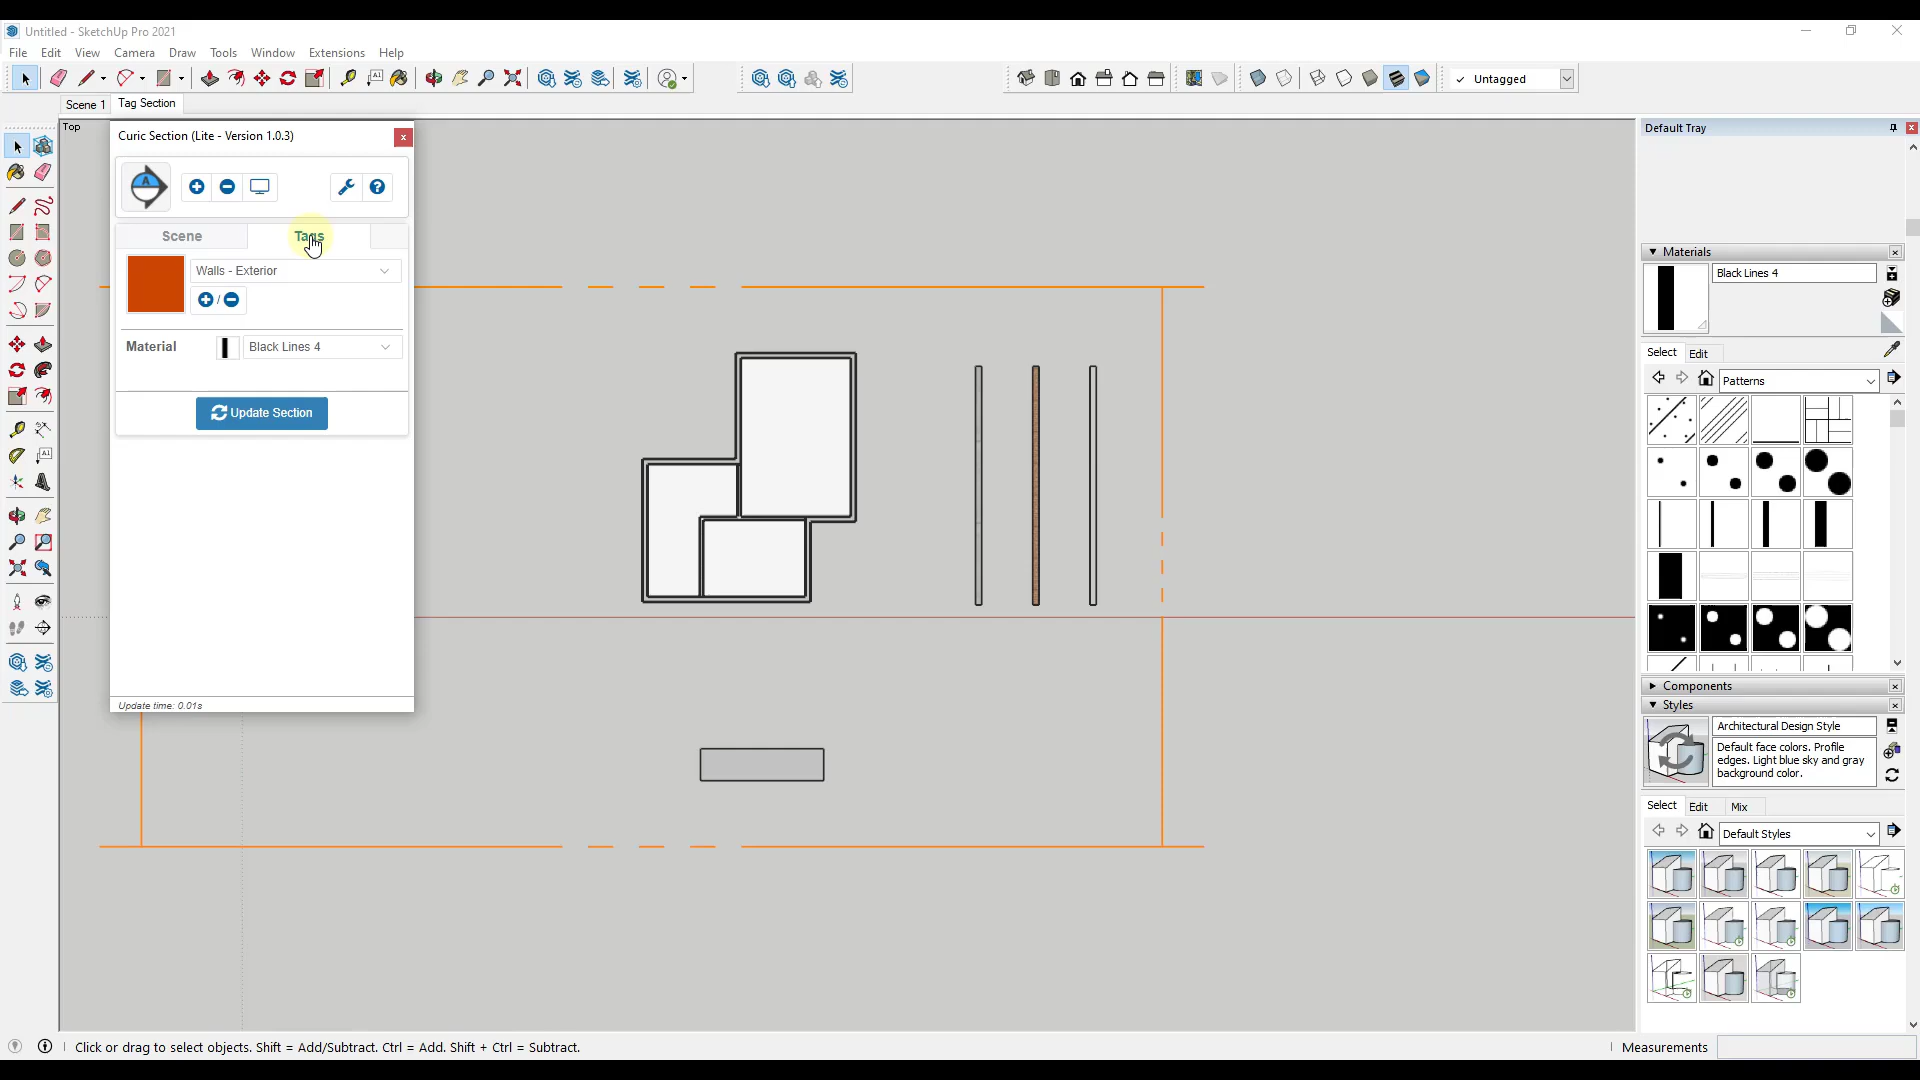 Untitled - SketchUp Pro 2021
File Edit View Camera Draw Tools Window Extensions Help
A1
Untagged
Scene 1 Tag Section
Top
Curic Section (Lite - Version 1.0.3)
x
Default Tray
A
Scene Tags
Walls - Exterior
/
Material Black Lines 4
Update Section
Update time: 0.01s
Materials
Black Lines 4
Select Edit
Patterns
A1
Components
Styles
Architectural Design Style
Default face colors. Profile
edges. Light blue sky and gray
background color.
Select Edit Mix
Default Styles
Click or drag to select objects. Shift = Add/Subtract. Ctrl = Add. Shift + Ctrl = Subtract.
Measurements